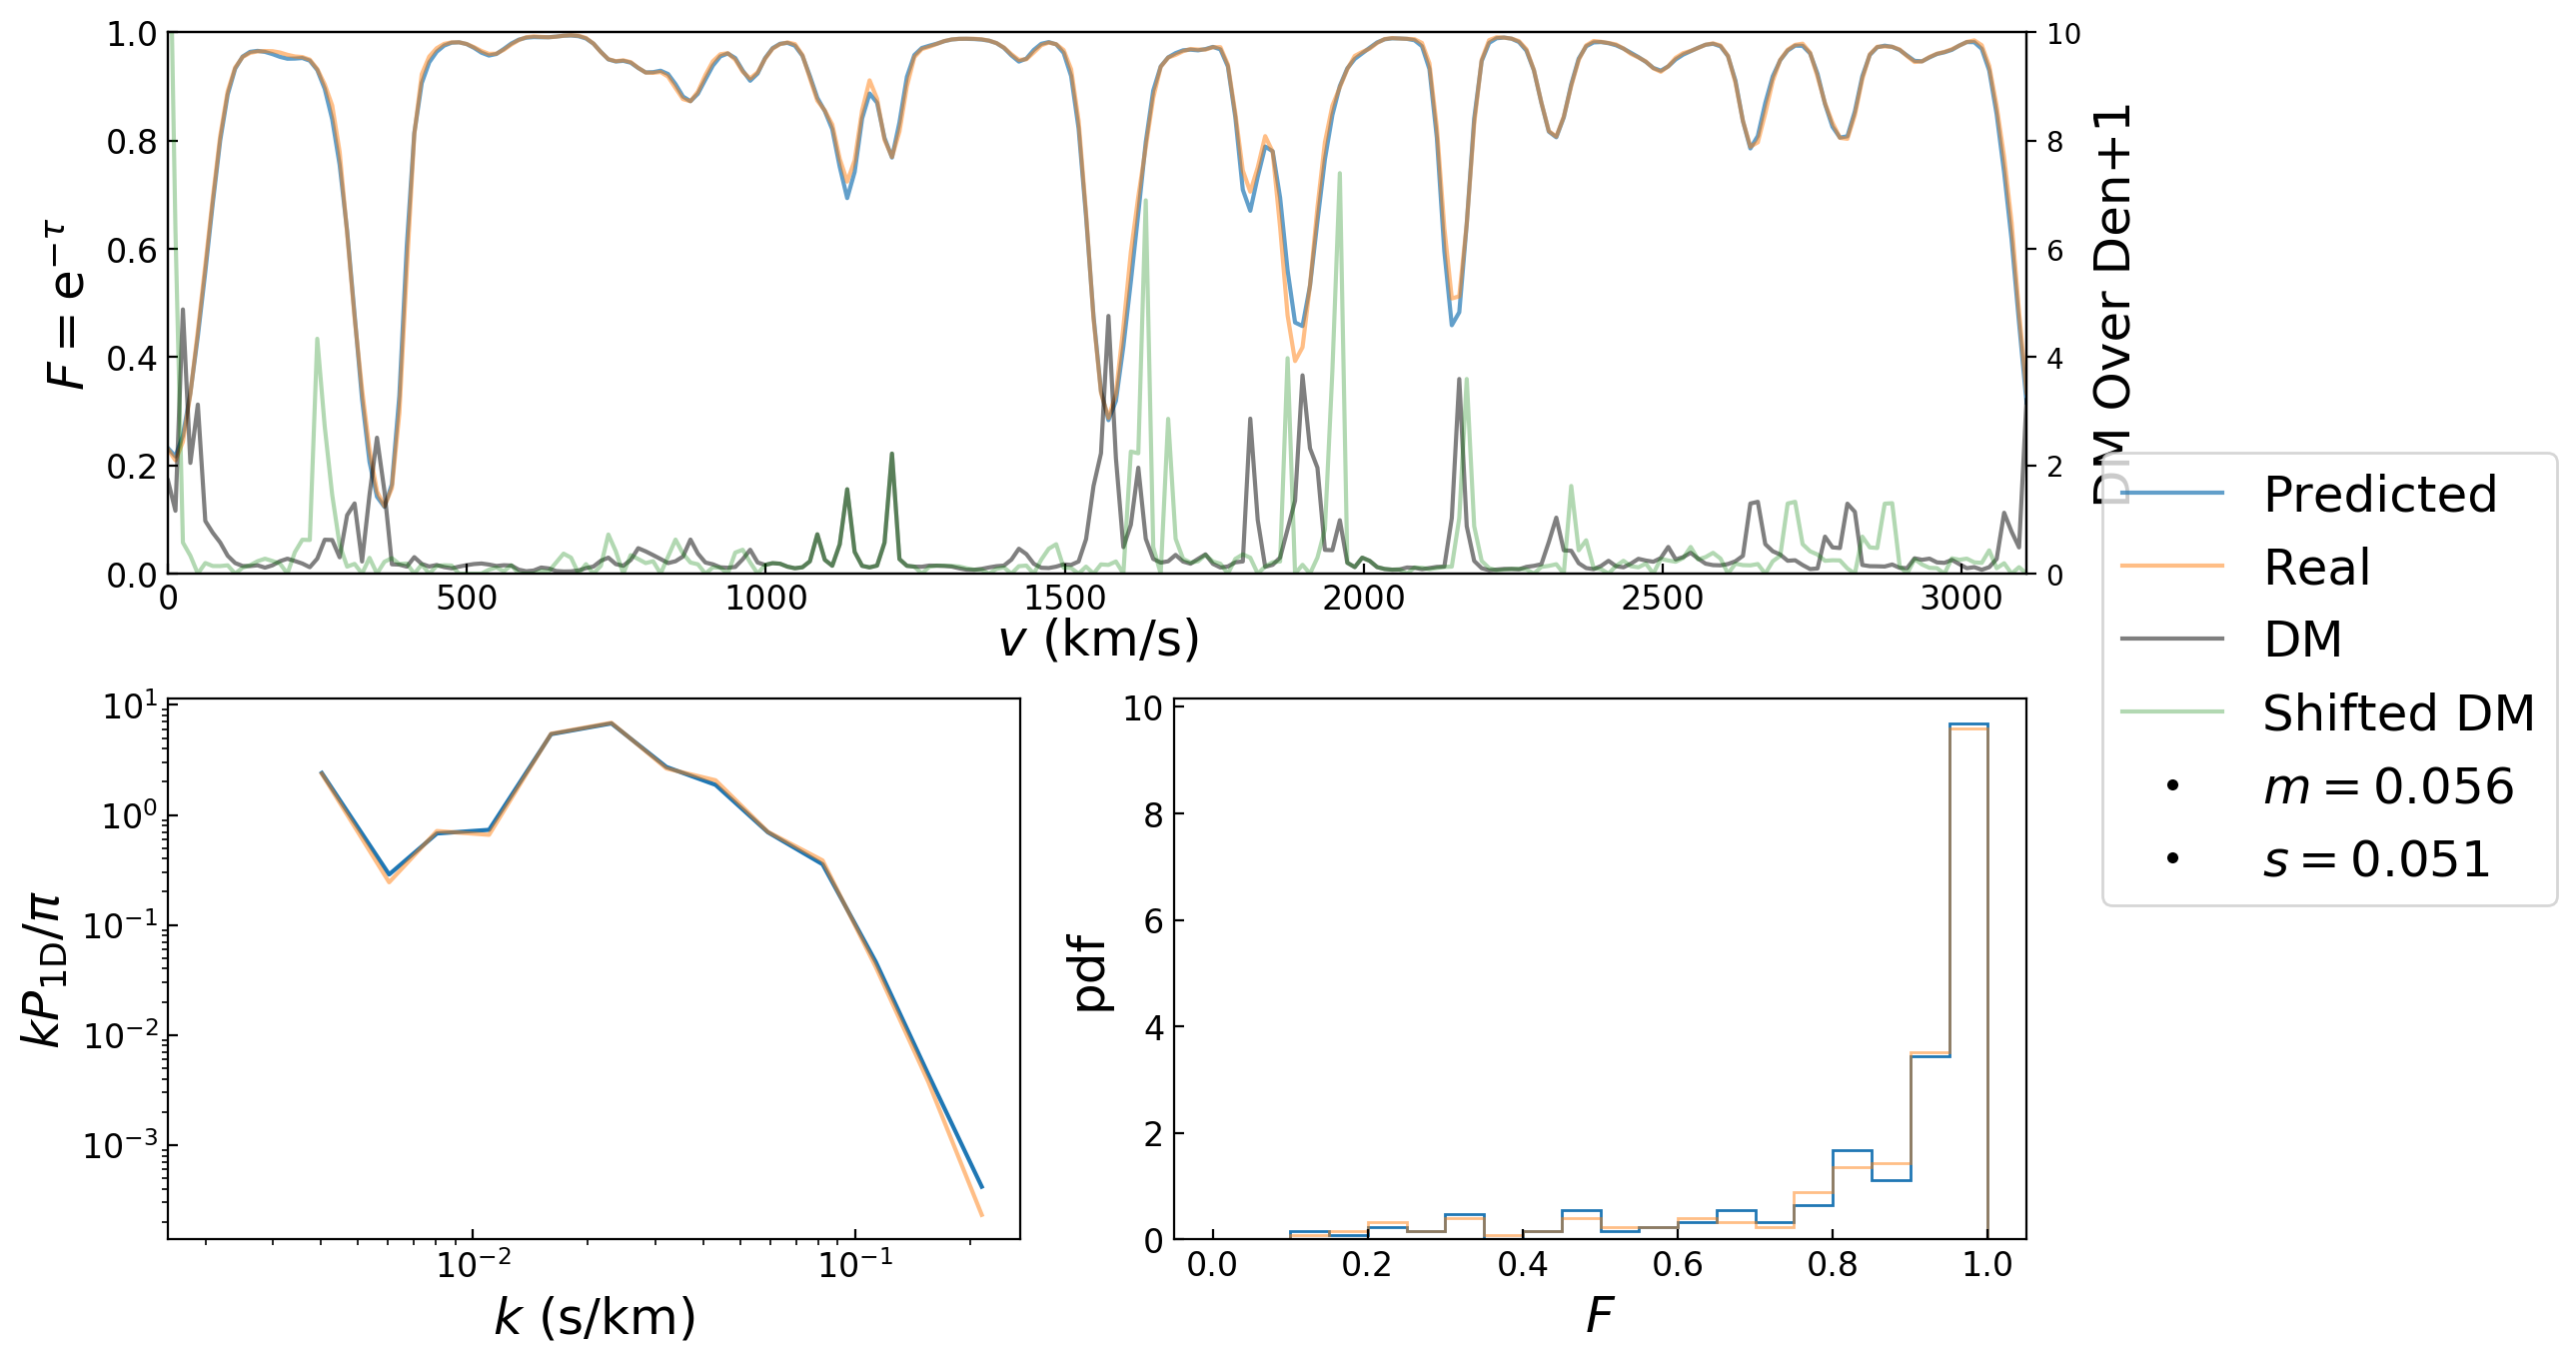 1.0
0.8
0.6
0.4
0.2
0.0
F = e^{−τ}
10
8
6
4
2
0
DM Over Den+1
0 500 1000 1500 2000 2500 3000
v (km/s)
Predicted
Real
DM
Shifted DM
m = 0.056
s = 0.051
10^1
10^0
10^{−1}
10^{−2}
10^{−3}
kP_{1D}/π
10^{−2} 10^{−1}
k (s/km)
10
8
6
4
2
0
pdf
0.0 0.2 0.4 0.6 0.8 1.0
F